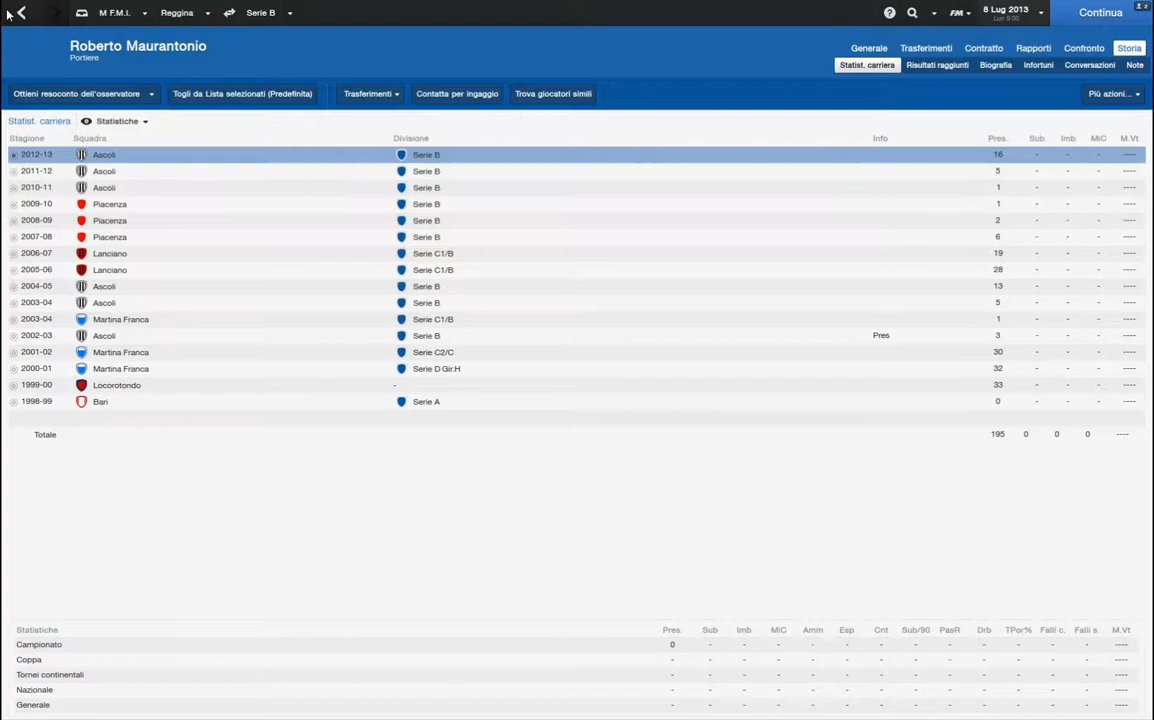 M F.M.I. Reggina Serie B FM 8 Lug 2013 Lun 9:00 Continua 2
Roberto Maurantonio
Portiere
Generale Trasferimenti Contratto Rapporti Confronto Storia
Statist. carriera Risultati raggiunti Biografia Infortuni Conversazioni Note
Ottieni resoconto dell'osservatore Togli da Lista selezionati (Predefinita) Trasferimenti Contatta per ingaggio Trova giocatori simili Più azioni...
Statist. carriera Statistiche
Stagione Squadra Divisione Info Pres. Sub Imb MiC M.Vt
2012-13 Ascoli Serie B 16 - - - ----
2011-12 Ascoli Serie B 5 - - - ----
2010-11 Ascoli Serie B 1 - - - ----
2009-10 Piacenza Serie B 1 - - - ----
2008-09 Piacenza Serie B 2 - - - ----
2007-08 Piacenza Serie B 6 - - - ----
2006-07 Lanciano Serie C1/B 19 - - - ----
2005-06 Lanciano Serie C1/B 28 - - - ----
2004-05 Ascoli Serie B 13 - - - ----
2003-04 Ascoli Serie B 5 - - - ----
2003-04 Martina Franca Serie C1/B 1 - - - ----
2002-03 Ascoli Serie B Pres 3 - - - ----
2001-02 Martina Franca Serie C2/C 30 - - - ----
2000-01 Martina Franca Serie D Gir.H 32 - - - ----
1999-00 Locorotondo - 33 - - - ----
1998-99 Bari Serie A 0 - - - ----
Totale 195 0 0 0 ----
Statistiche Pres. Sub Imb MiC Amm Esp Cnt Sub/90 PasR Drb TPor% Falli c. Falli s. M.Vt
Campionato 0 - - - - - - - - - - - - ----
Coppa - - - - - - - - - - - - - ----
Tornei continentali - - - - - - - - - - - - - ----
Nazionale - - - - - - - - - - - - - ----
Generale - - - - - - - - - - - - - ----